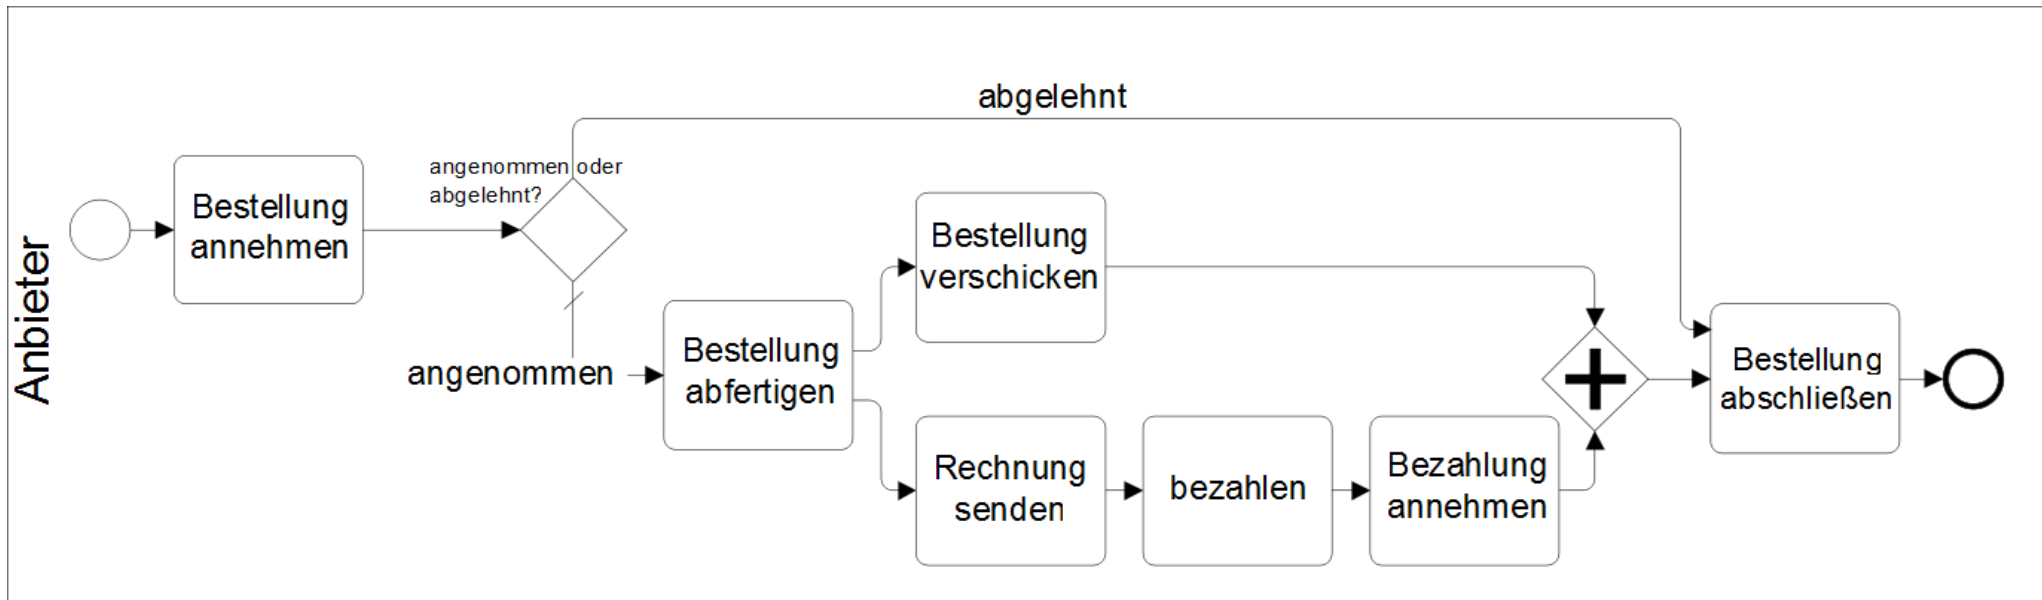 Anbieter
Bestellung
annehmen
angenommen oder
abgelehnt?
abgelehnt
angenommen
Bestellung
abfertigen
Bestellung
verschicken
Rechnung
senden
bezahlen
Bezahlung
annehmen
Bestellung
abschließen